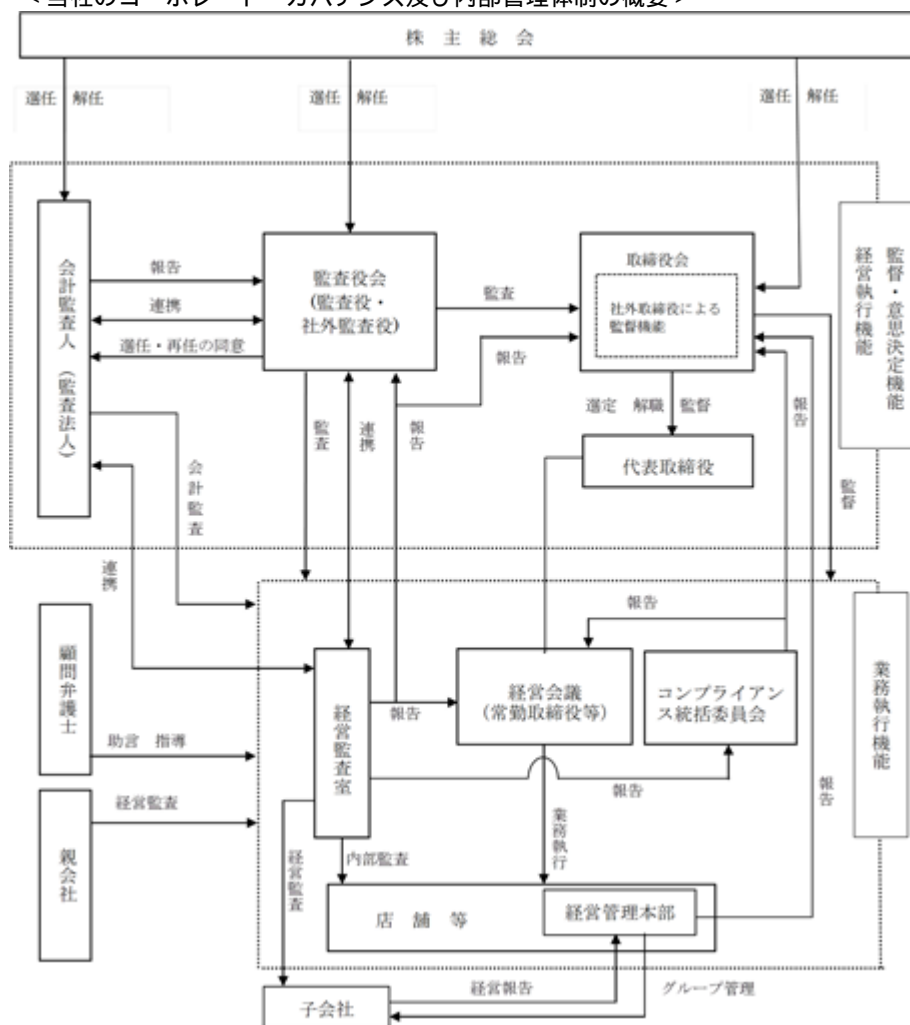 ＜当社のコーポレート・ガバナンス及び内部管理体制の概要＞
株主総会
選任 解任
選任 解任
選任 解任
会計監査人（監査法人）
報告
連携
選任・再任の同意
監査役会
(監査役・
社外監査役)
監査
報告
取締役会
社外取締役による
監督機能
監督・意思決定機能
経営執行機能
選定 解職 監督
代表取締役
会計監査
監査
連携
報告
報告
監督
連携
顧問弁護士
助言 指導
親会社
経営監査
経営監査室
報告
報告
経営会議
(常勤取締役等)
コンプライアン
ス統括委員会
業務執行機能
報告
報告
業務執行
経営監査
内部監査
店舗等
経営管理本部
子会社
経営報告
グループ管理